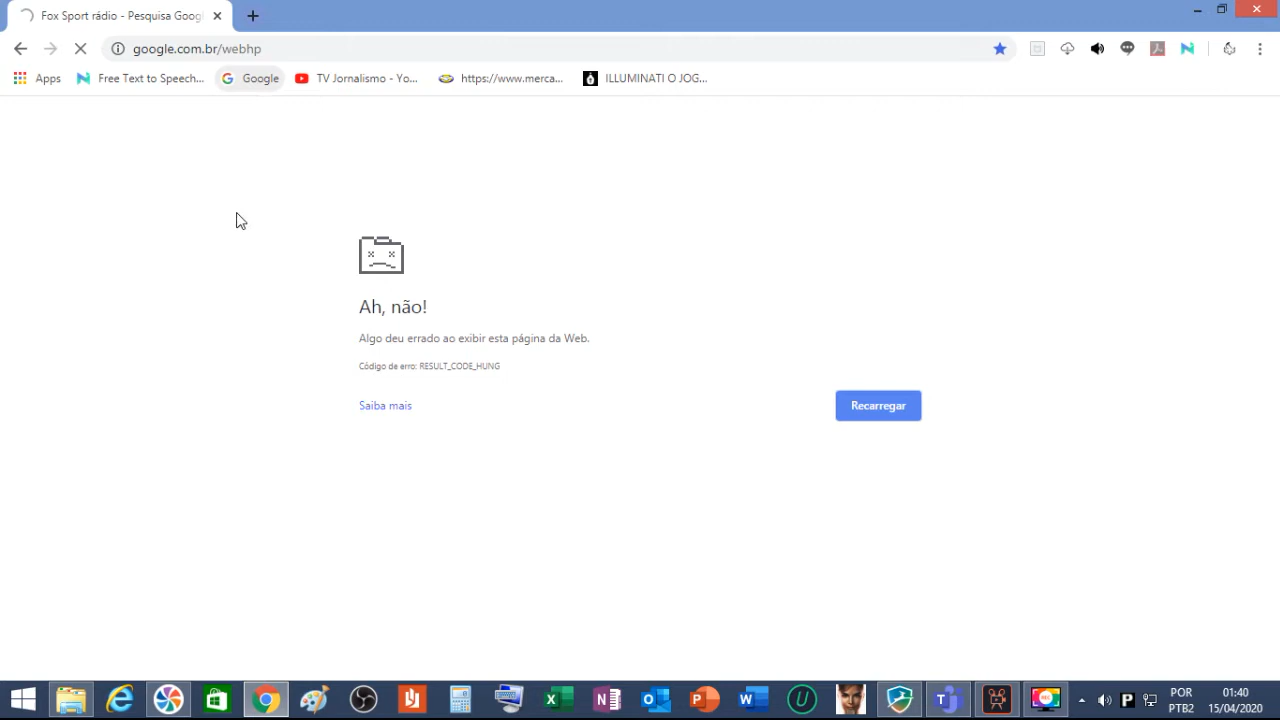 Fox Sport rádio - Pesquisa Googl
google.com.br/webhp
Apps Free Text to Speech... Google TV Jornalismo - Yo... https://www.merca... ILLUMINATI O JOG...
Ah, não!
Algo deu errado ao exibir esta página da Web.
Código de erro: RESULT_CODE_HUNG
Saiba mais Recarregar
POR 01:40
PTB2 15/04/2020